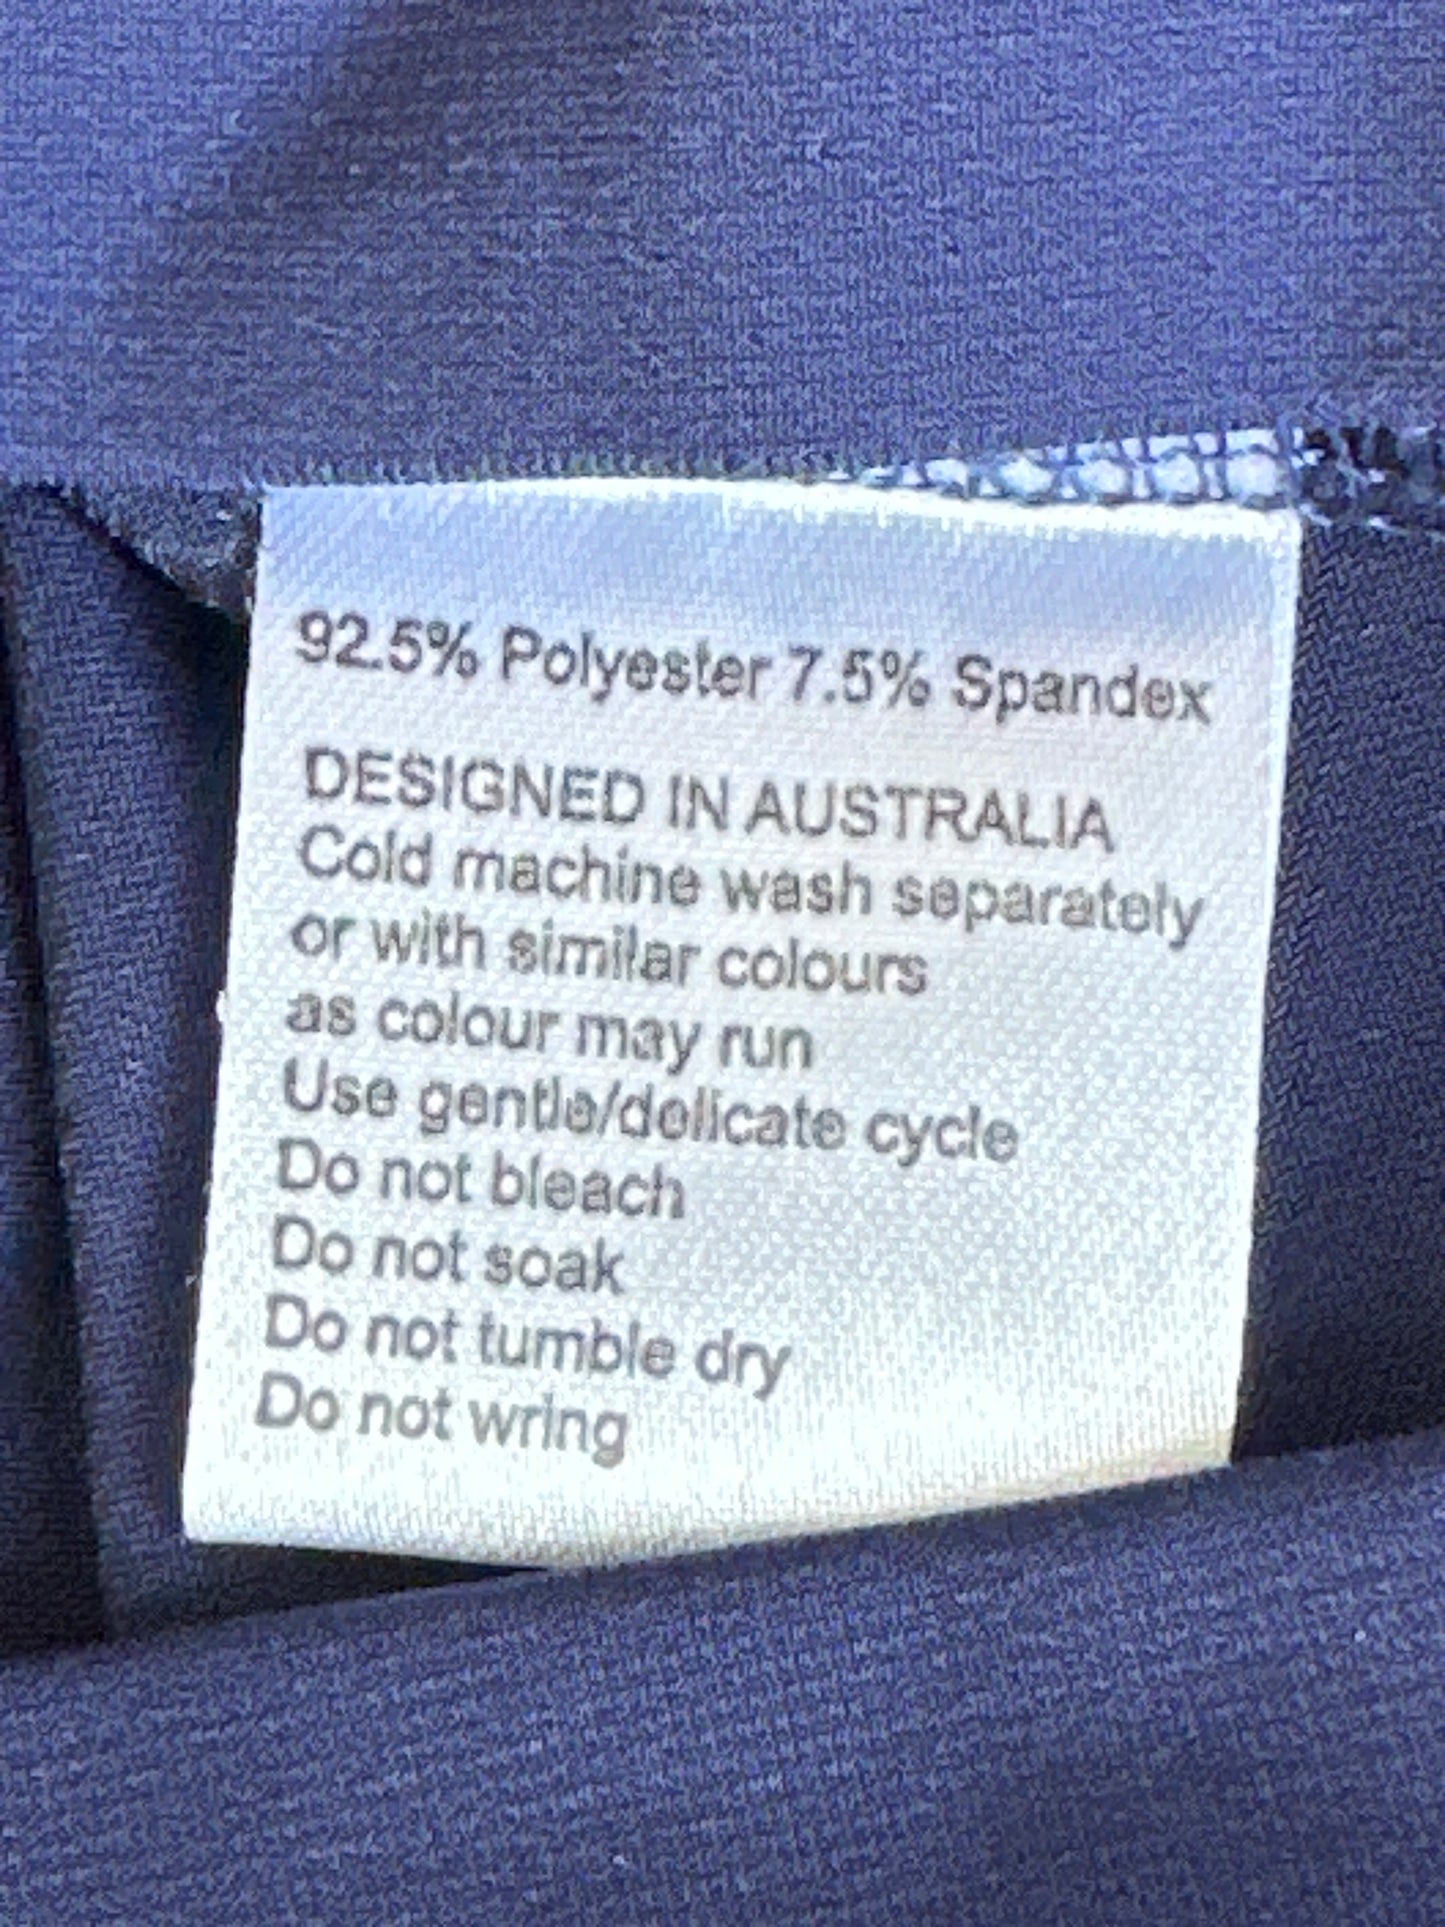 92.5% Polyester 7.5% Spandex
DESIGNED IN AUSTRALIA
Cold machine wash separately
or with similar colours
as colour may run
Use gentle/delicate cycle
Do not bleach
Do not soak
Do not tumble dry
Do not wring